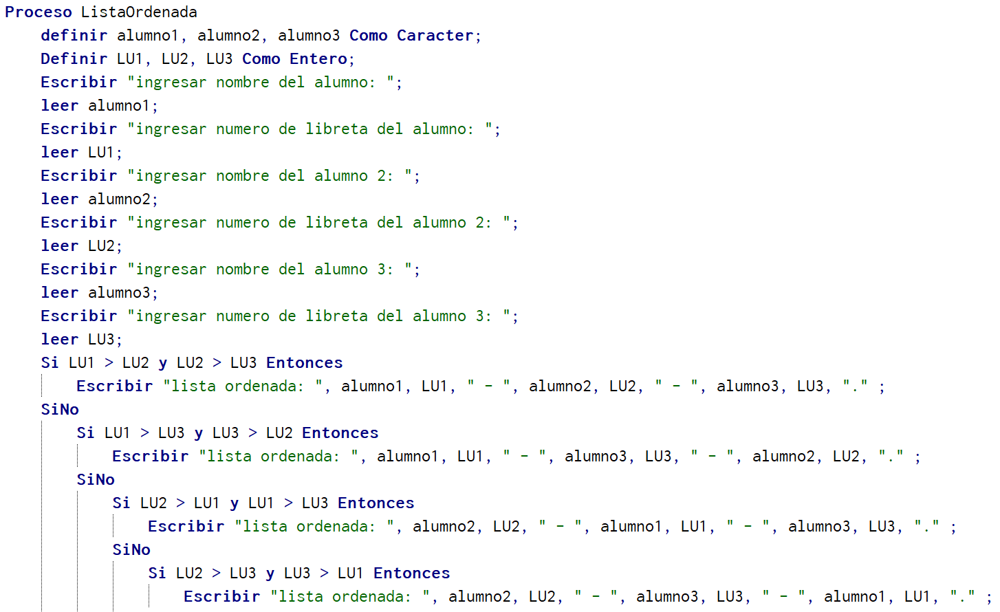 Proceso ListaOrdenada
definir alumno1, alumno2, alumno3 Como Caracter;
Definir LU1, LU2, LU3 Como Entero;
Escribir "ingresar nombre del alumno: ";
leer alumno1;
Escribir "ingresar numero de libreta del alumno: ";
leer LU1;
Escribir "ingresar nombre del alumno 2: ";
leer alumno2;
Escribir "ingresar numero de libreta del alumno 2: ";
leer LU2;
Escribir "ingresar nombre del alumno 3: ";
leer alumno3;
Escribir "ingresar numero de libreta del alumno 3: ";
leer LU3;
Si LU1 > LU2 y LU2 > LU3 Entonces
Escribir "lista ordenada: ", alumno1, LU1, " - ", alumno2, LU2, " - ", alumno3, LU3, "." ;
SiNo
Si LU1 > LU3 y LU3 > LU2 Entonces
Escribir "lista ordenada: ", alumno1, LU1, " - ", alumno3, LU3, " - ", alumno2, LU2, "." ;
SiNo
Si LU2 > LU1 y LU1 > LU3 Entonces
Escribir "lista ordenada: ", alumno2, LU2, " - ", alumno1, LU1, " - ", alumno3, LU3, "." ;
SiNo
Si LU2 > LU3 y LU3 > LU1 Entonces
Escribir "lista ordenada: ", alumno2, LU2, " - ", alumno3, LU3, " - ", alumno1, LU1, "." ;